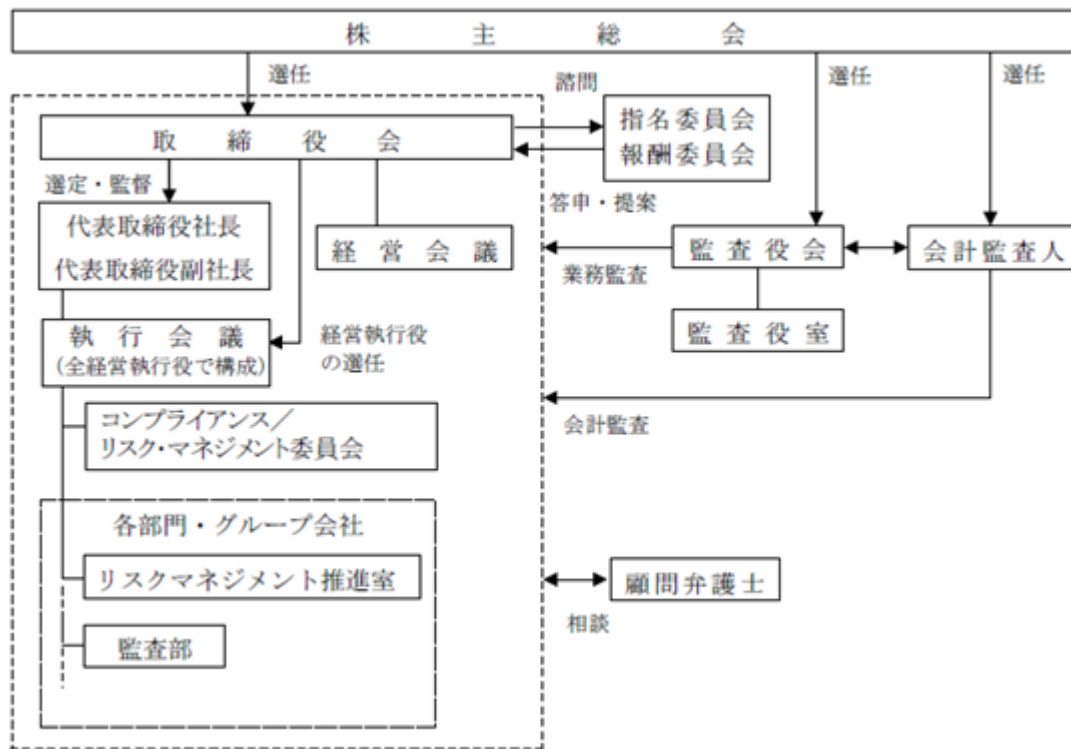 株主総会
選任
選任
選任
諮問
取締役会
指名委員会
報酬委員会
選定・監督
答申・提案
代表取締役社長
代表取締役副社長
経営会議
監査役会
会計監査人
業務監査
監査役室
執行会議
(全経営執行役で構成)
経営執行役
の選任
コンプライアンス／
リスク・マネジメント委員会
会計監査
各部門・グループ会社
リスクマネジメント推進室
顧問弁護士
相談
監査部